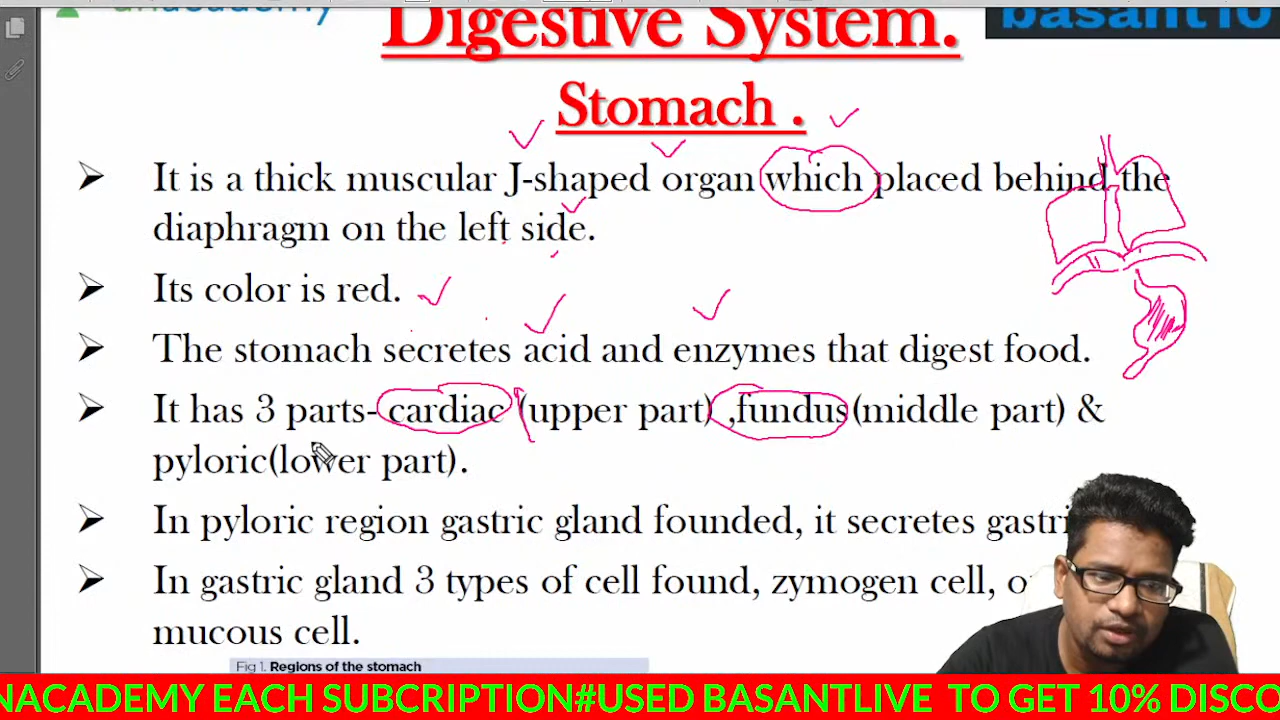 unacademy
basant10
Digestive System.
Stomach .
It is a thick muscular J-shaped organ which placed behind the
diaphragm on the left side.
Its color is red.
The stomach secretes acid and enzymes that digest food.
It has 3 parts- cardiac (upper part) ,fundus(middle part) &
pyloric(lower part).
In pyloric region gastric gland founded, it secretes
In gastric gland 3 types of cell found, zymogen cell,
mucous cell.
Fig 1. Regions of the stomach
NACADEMY EACH SUBCRIPTION#USED BASANTLIVE TO GET 10% DISCO